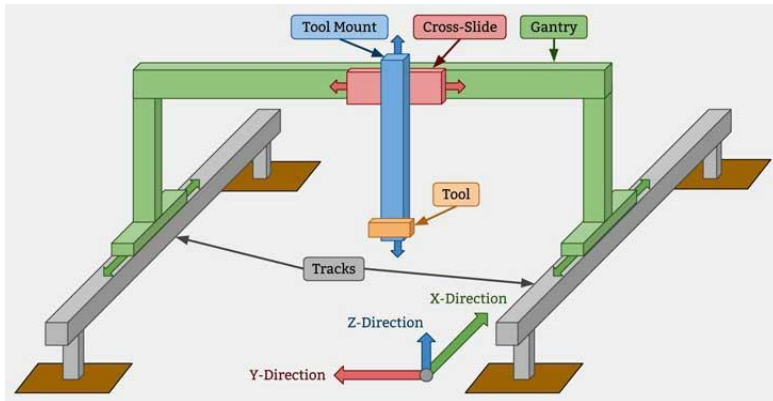 Tool Mount
Cross-Slide
Gantry
Tool
Tracks
X-Direction
Z-Direction
Y-Direction